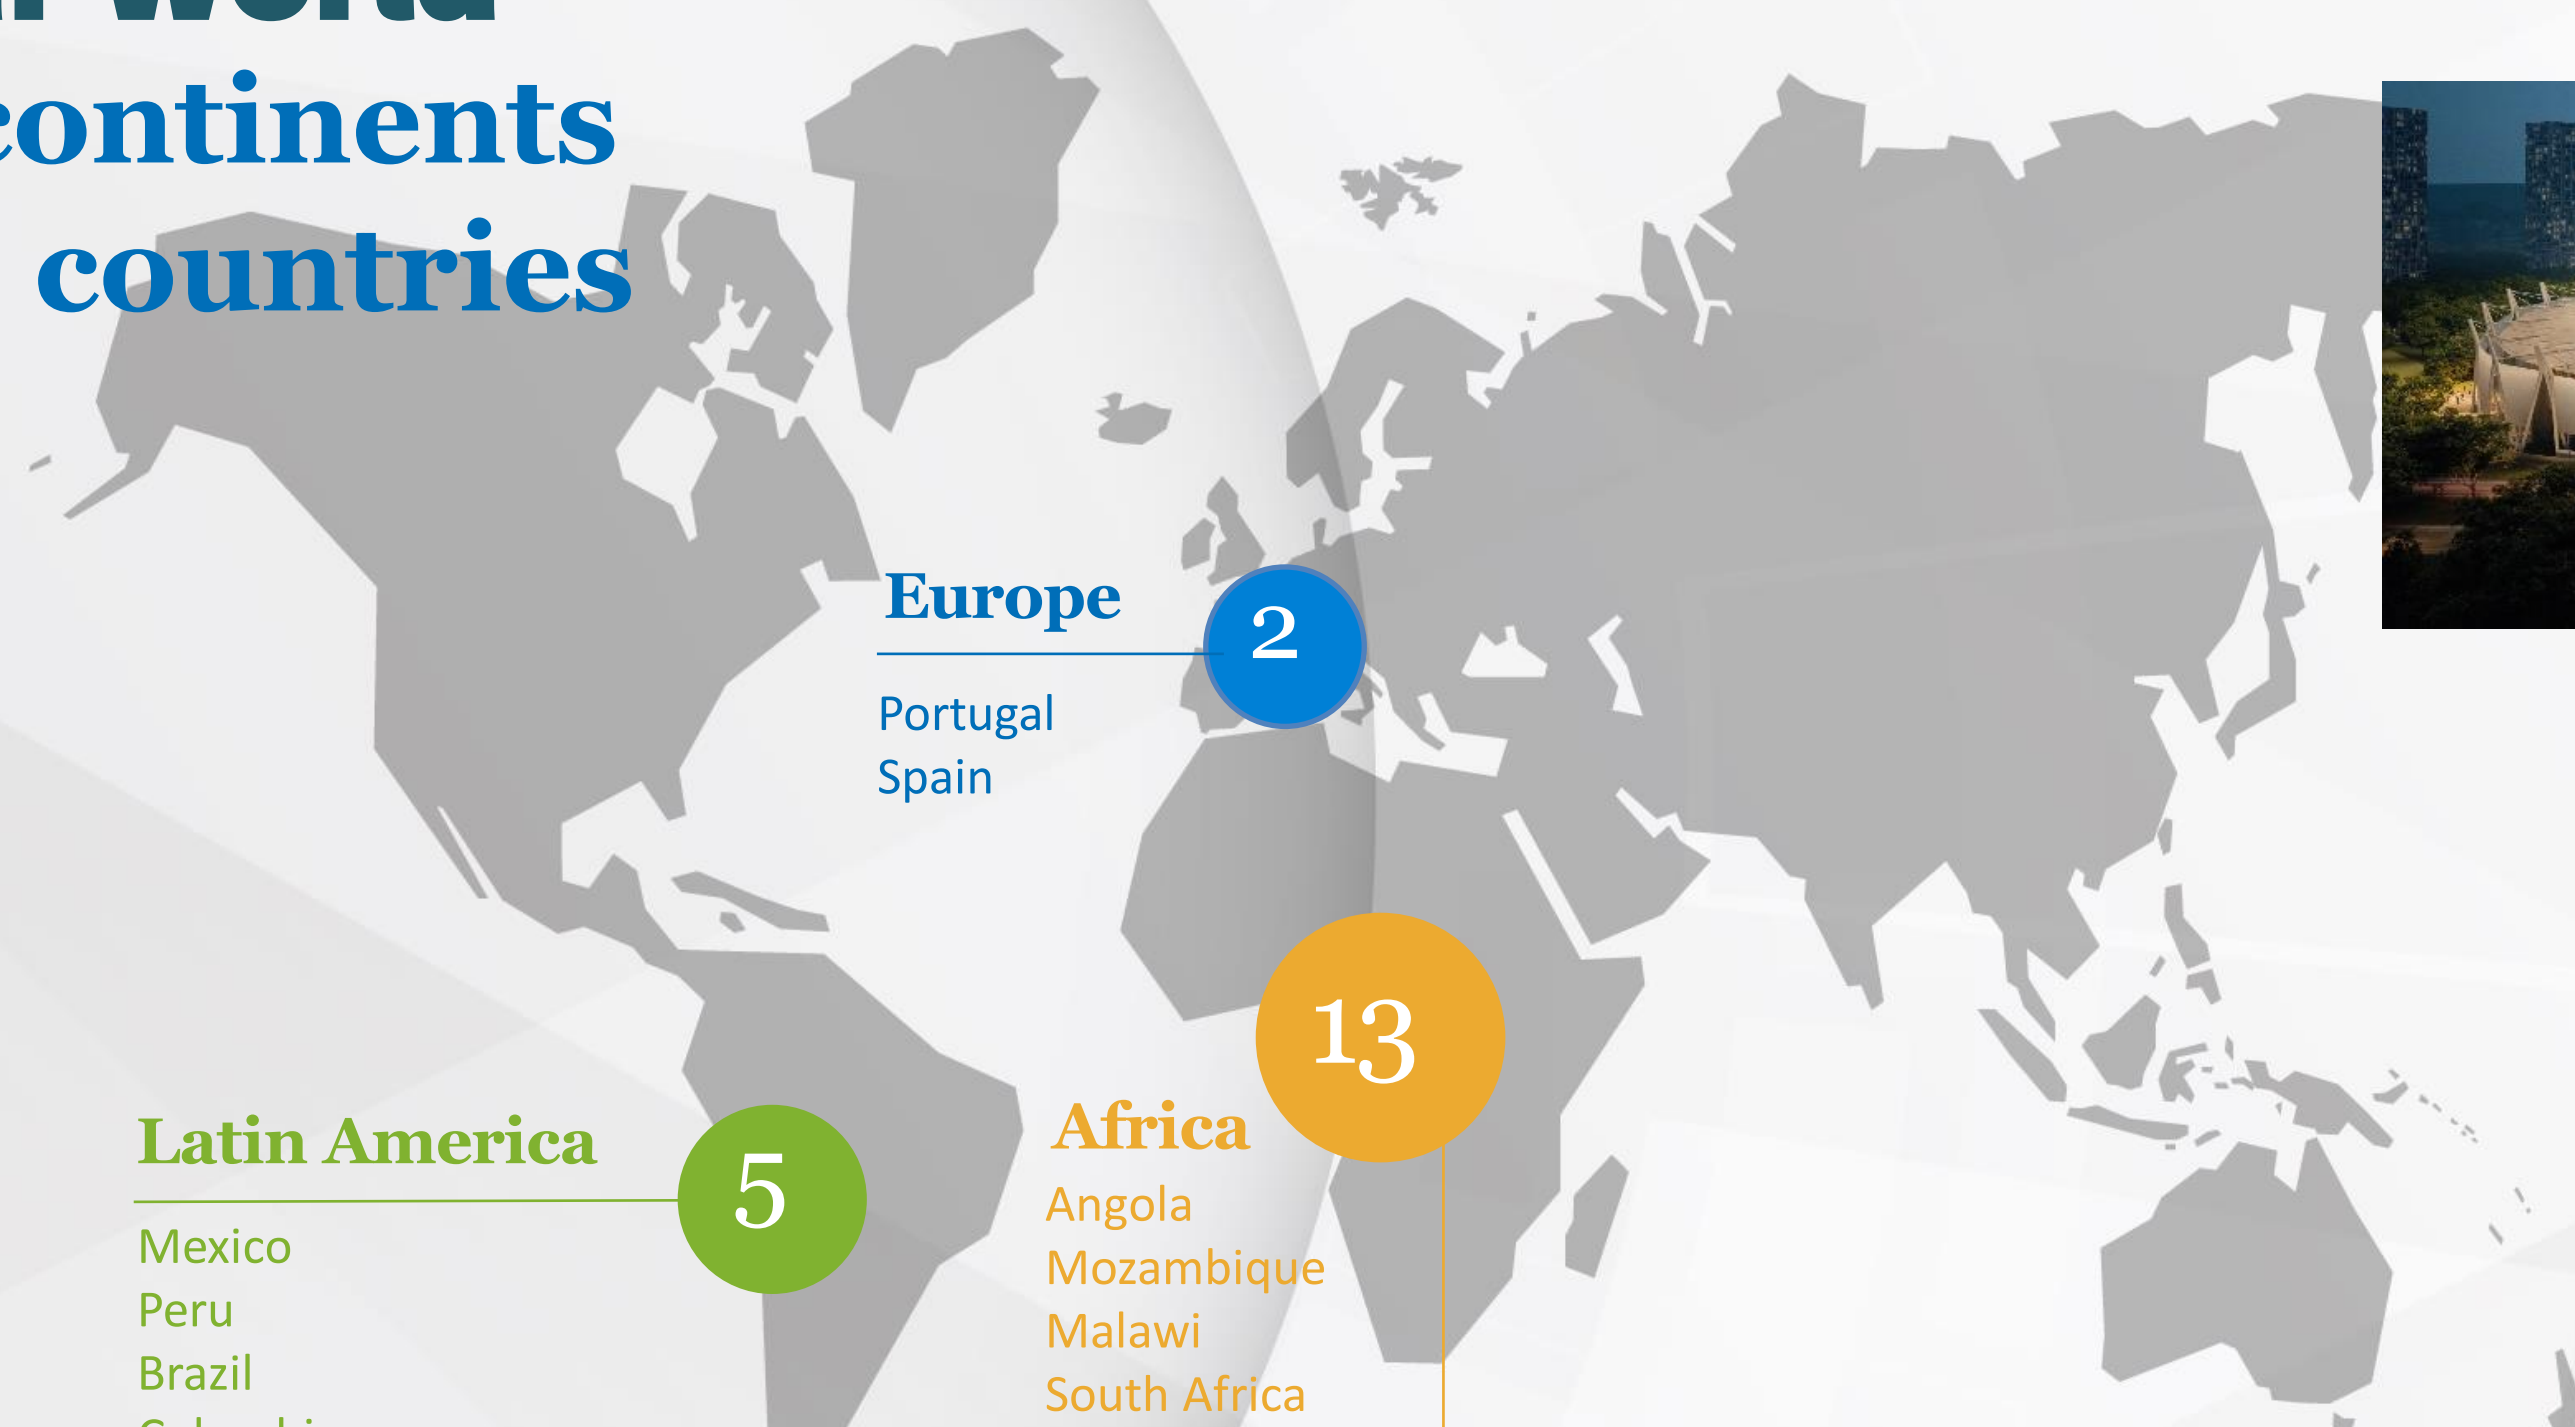 world
continents
countries
Europe
2
Portugal
Spain
13
Latin America
5
Mexico
Peru
Brazil
Africa
Angola
Mozambique
Malawi
South Africa